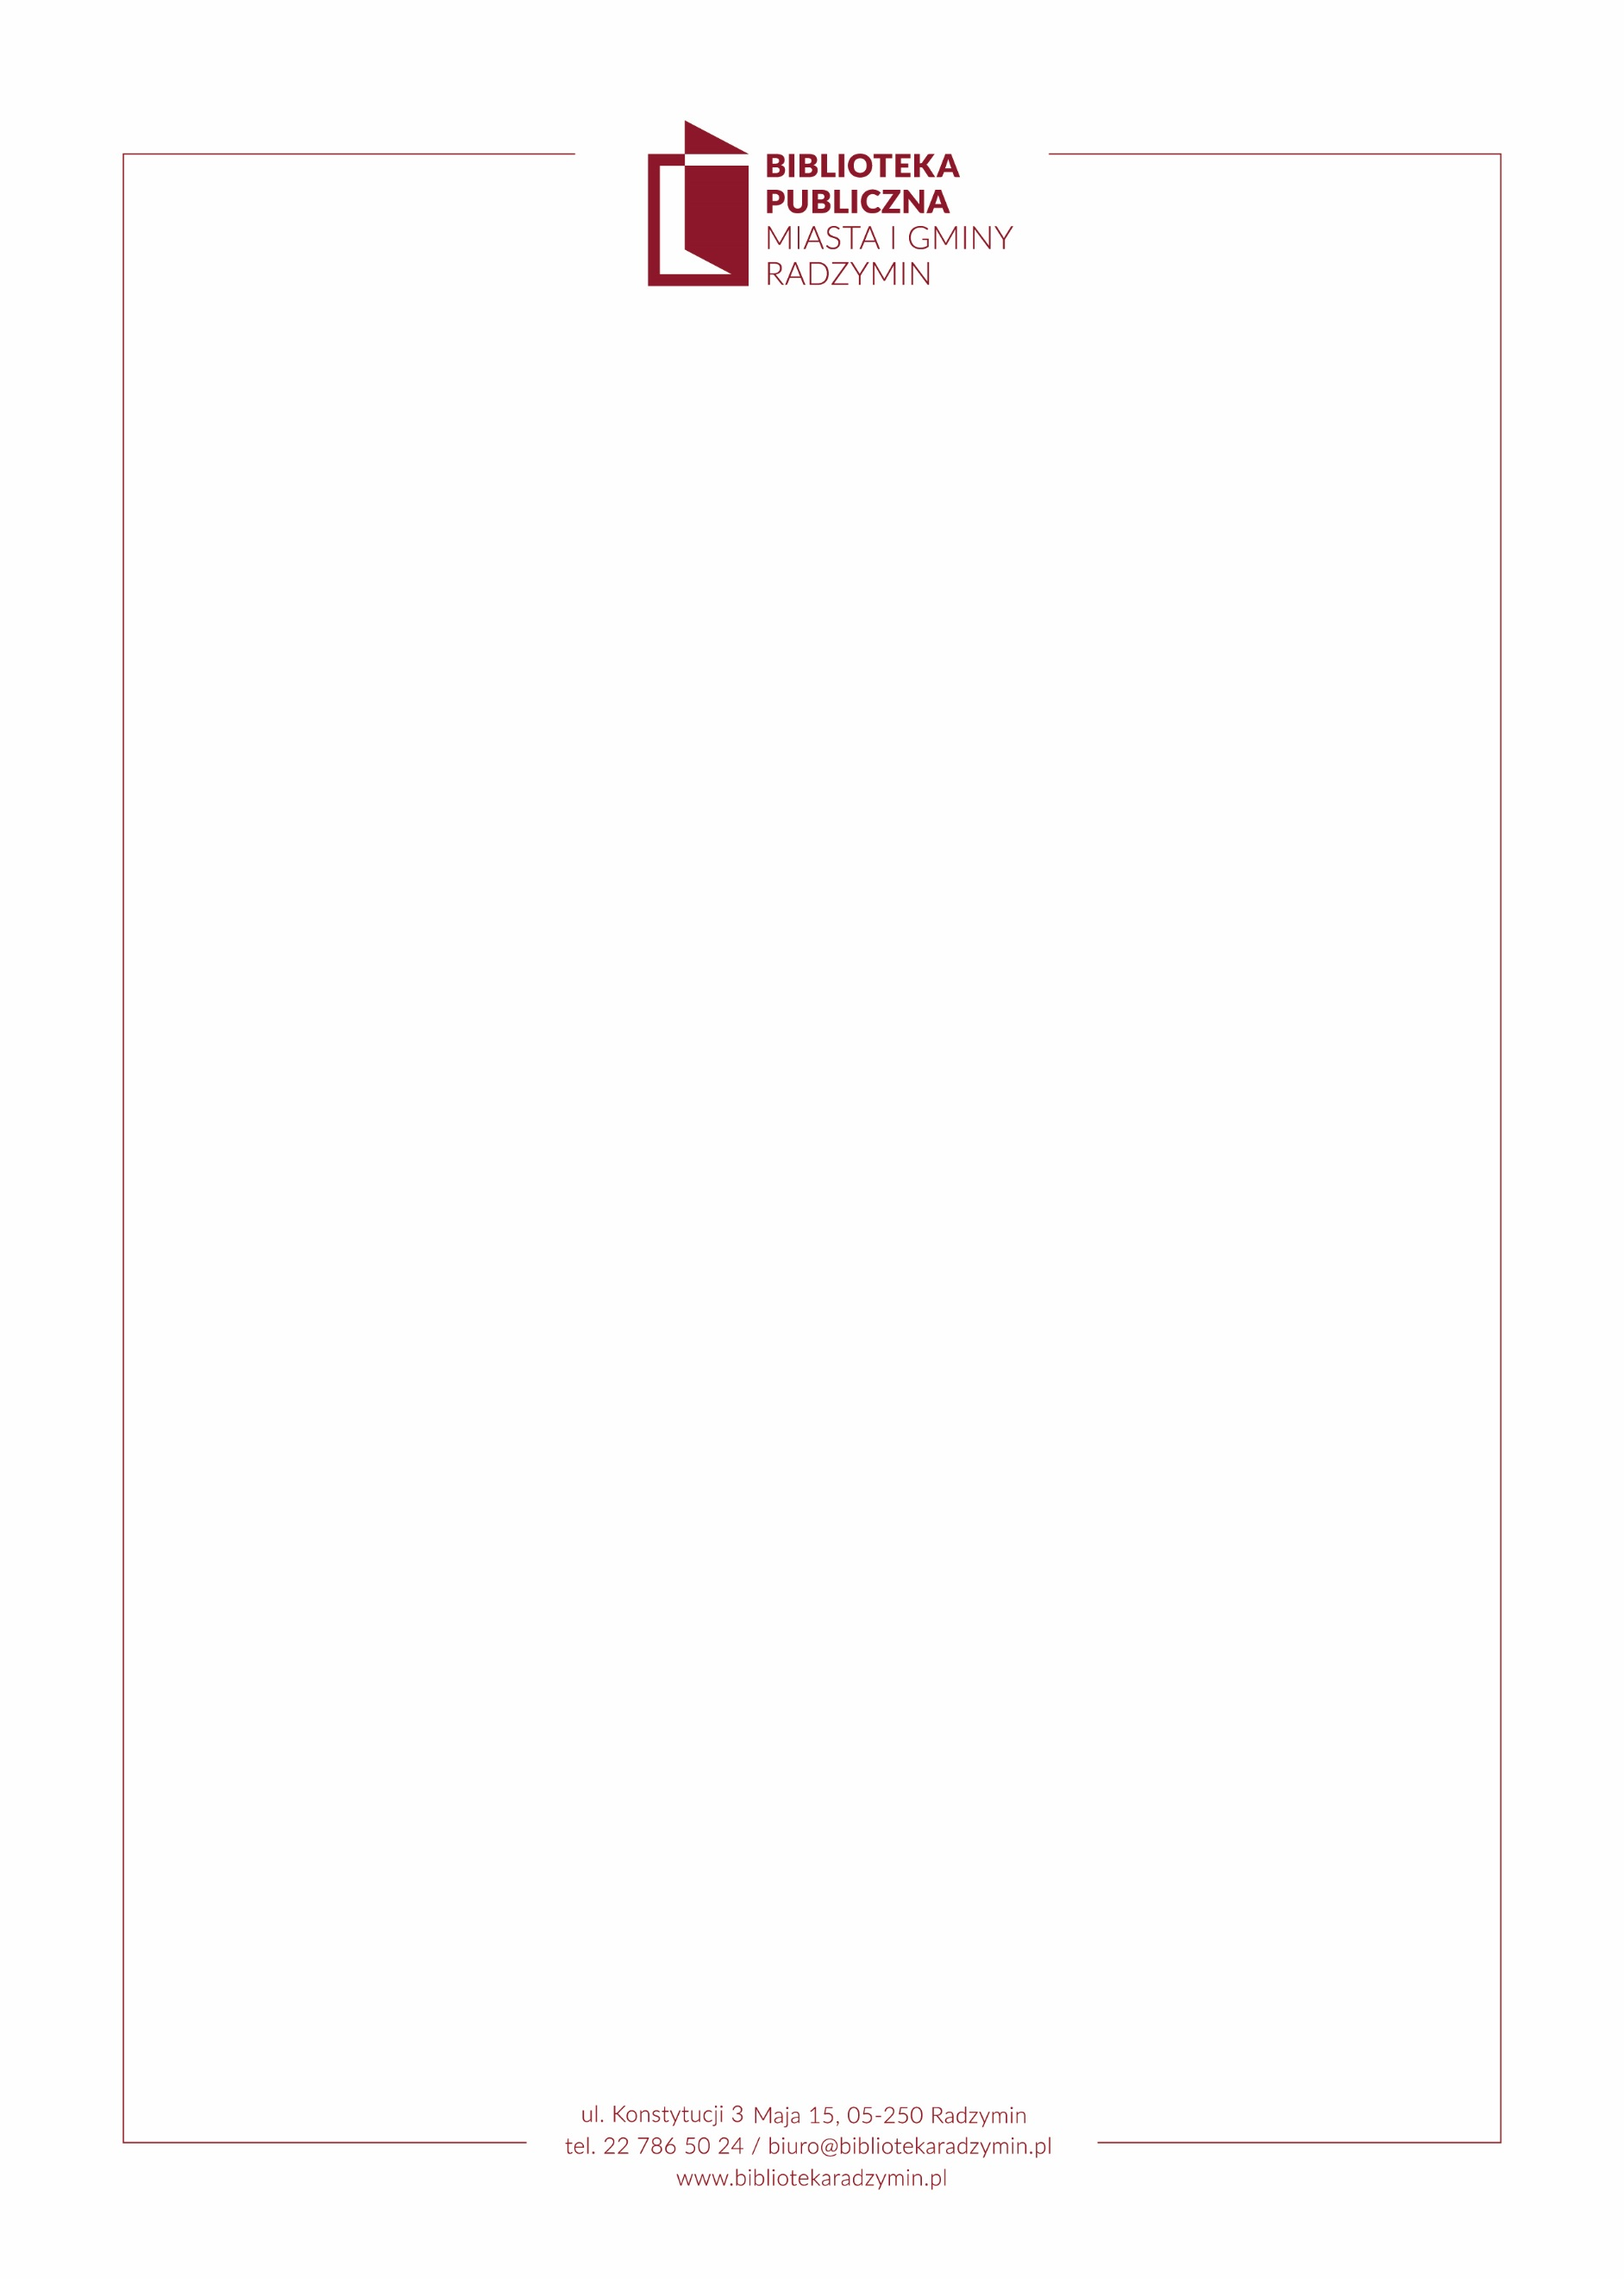 BIBLIOTEKA
PUBLICZNA
MIASTA I GMINY
RADZYMIN
ul. Konstytucji 3 Maja 15, 05-250 Radzymin
tel. 22 786 50 24 / biuro@bibliotekaradzymin.pl
www.bibliotekaradzymin.pl